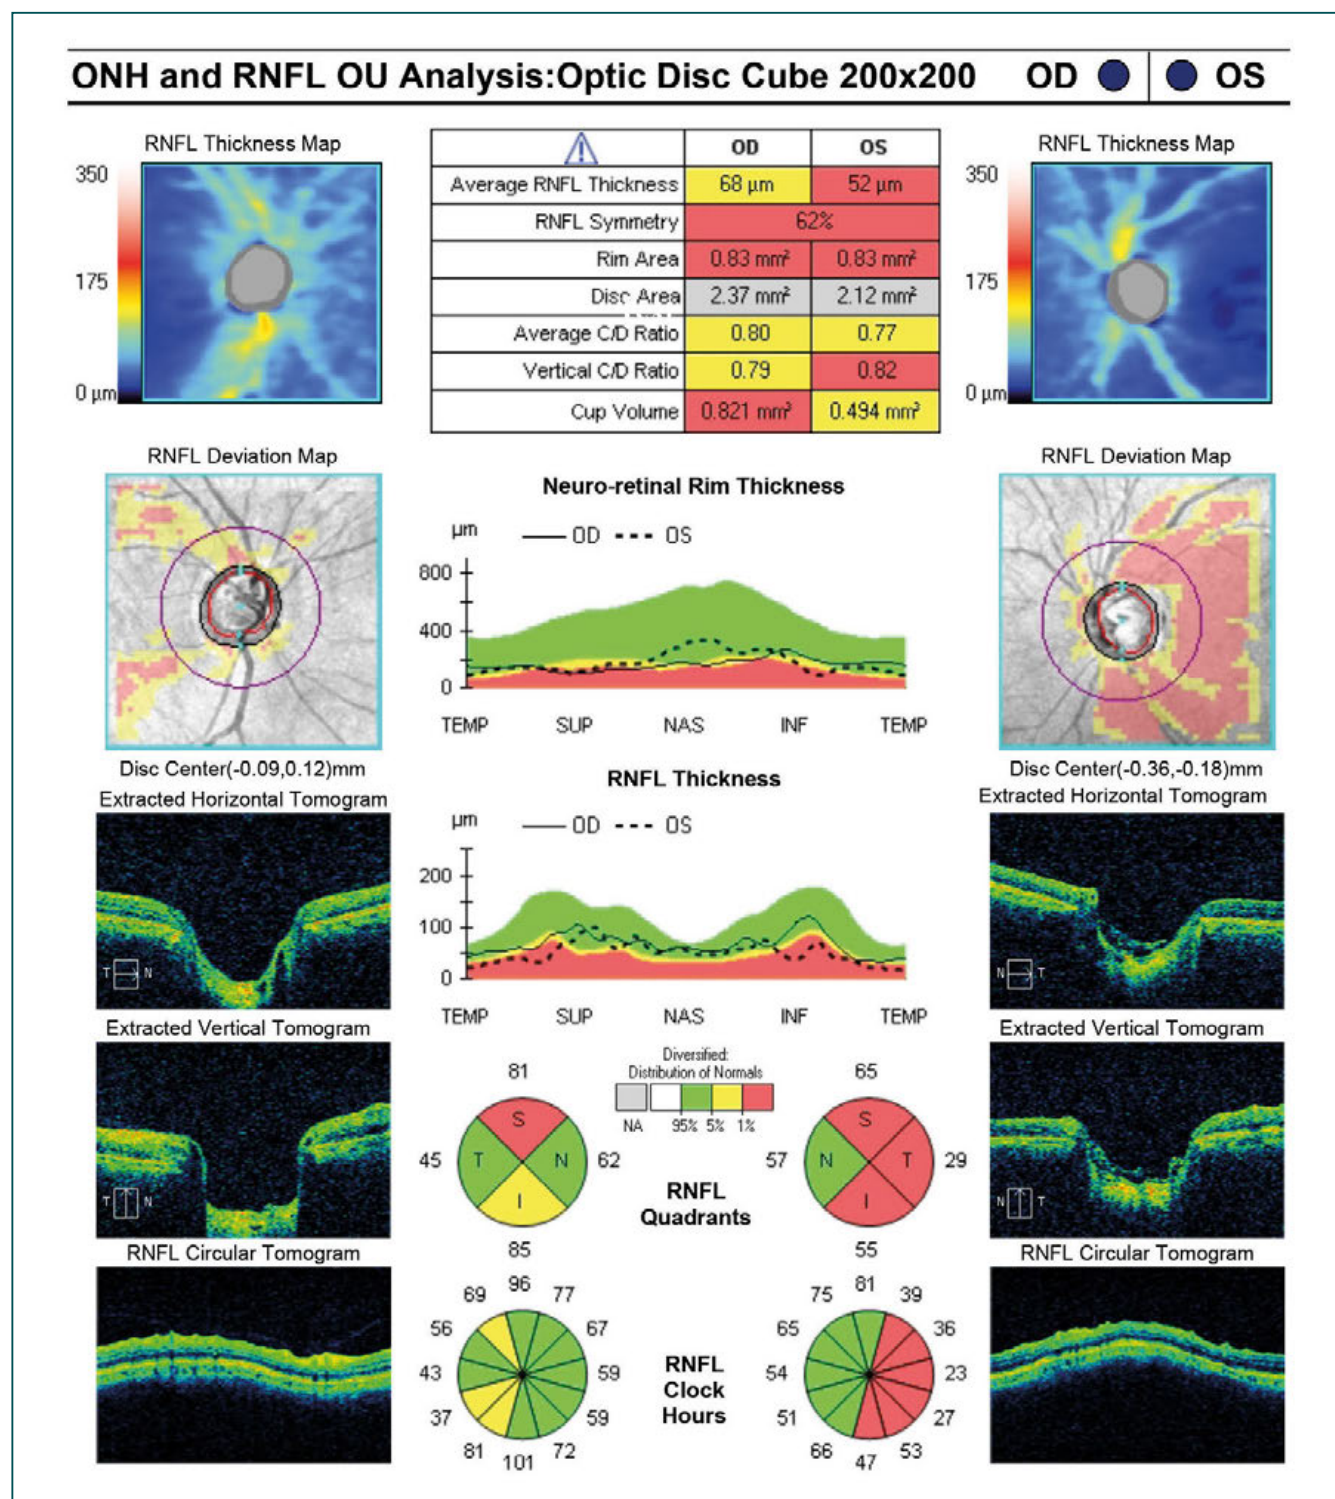 ONH and RNFL OU Analysis:Optic Disc Cube 200x200 OD OS
RNFL Thickness Map
350
175
0 µm
OD OS
Average RNFL Thickness 68 µm 52 µm
RNFL Symmetry 62%
Rim Area 0.83 mm² 0.83 mm²
Disc Area 2.37 mm² 2.12 mm²
Average C/D Ratio 0.80 0.77
Vertical C/D Ratio 0.79 0.82
Cup Volume 0.821 mm³ 0.494 mm³
RNFL Thickness Map
350
175
0 µm
RNFL Deviation Map
Disc Center(-0.09,0.12)mm
Neuro-retinal Rim Thickness
µm OD OS
800
400
0
TEMP SUP NAS INF TEMP
RNFL Deviation Map
Disc Center(-0.36,-0.18)mm
Extracted Horizontal Tomogram
T N
RNFL Thickness
µm OD OS
200
100
0
TEMP SUP NAS INF TEMP
Extracted Horizontal Tomogram
N T
Extracted Vertical Tomogram
T N
Diversified:
Distribution of Normals
NA 95% 5% 1%
81
S
45 T N 62
I
85
RNFL
Quadrants
65
S
57 N T 29
I
55
Extracted Vertical Tomogram
N T
RNFL Circular Tomogram
96
69 77
56 67
43 59
37 59
81 72
101
RNFL
Clock
Hours
81
75 39
65 36
54 23
51 27
66 53
47
RNFL Circular Tomogram